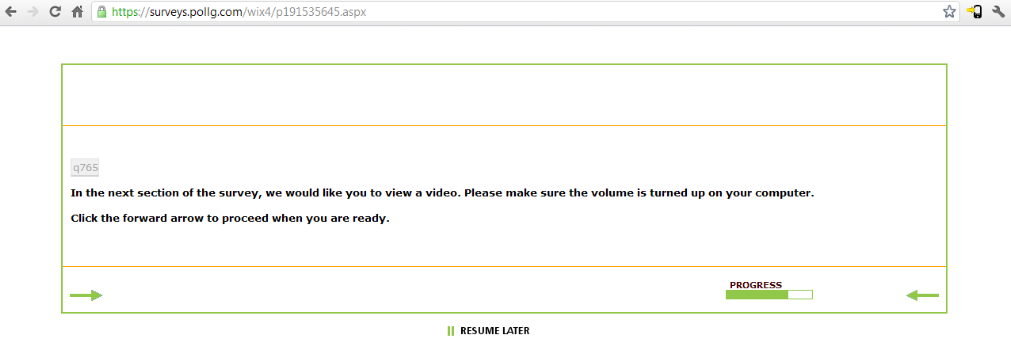 https://surveys.pollg.com/wix4/p191535645.aspx
q765
In the next section of the survey, we would like you to view a video. Please make sure the volume is turned up on your computer.
Click the forward arrow to proceed when you are ready.
PROGRESS
RESUME LATER